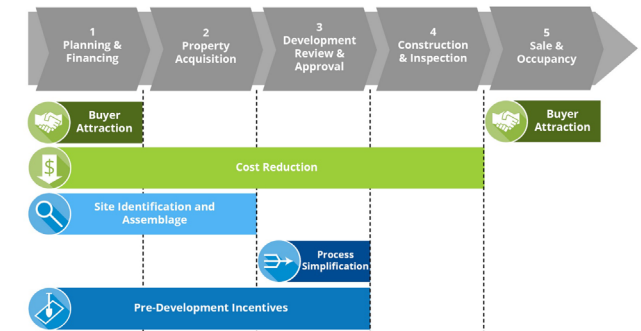 1
Planning &
Financing
2
Property
Acquisition
3
Development
Review &
Approval
4
Construction
& Inspection
5
Sale &
Occupancy
Buyer
Attraction
Buyer
Attraction
$
Cost Reduction
Site Identification and
Assemblage
Process
Simplification
Pre-Development Incentives